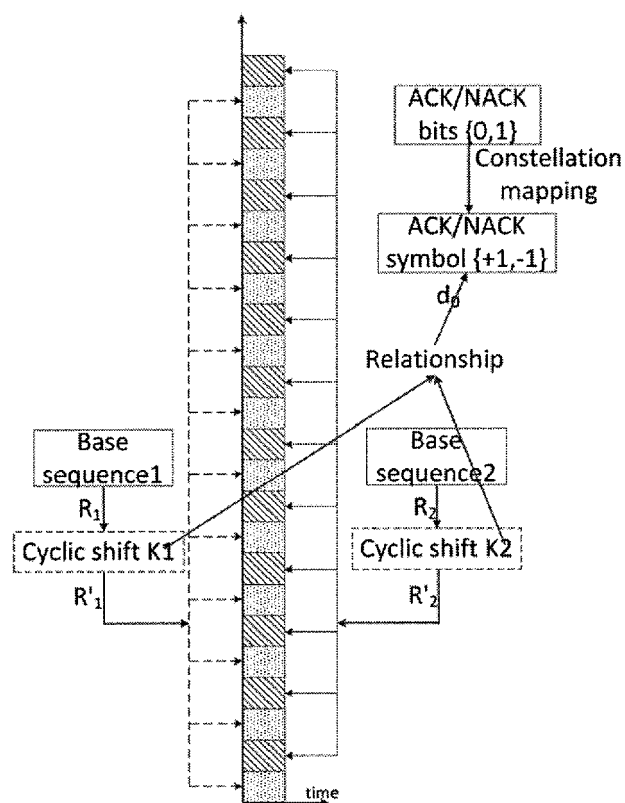 ACK/NACK
bits {0,1}
Constellation
mapping
ACK/NACK
symbol {+1,-1}
d₀
Relationship
Base
sequence1
R₁
Cyclic shift K1
R'₁
Base
sequence2
R₂
Cyclic shift K2
R'₂
time